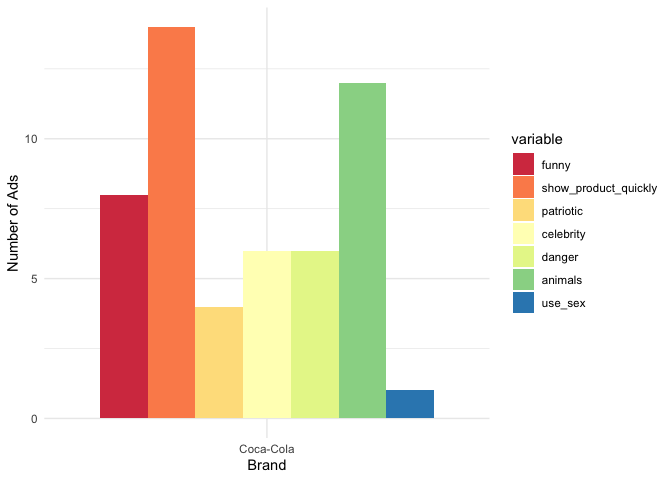 Number of Ads
10
5
0
Coca-Cola
Brand
variable
funny
show_product_quickly
patriotic
celebrity
danger
animals
use_sex